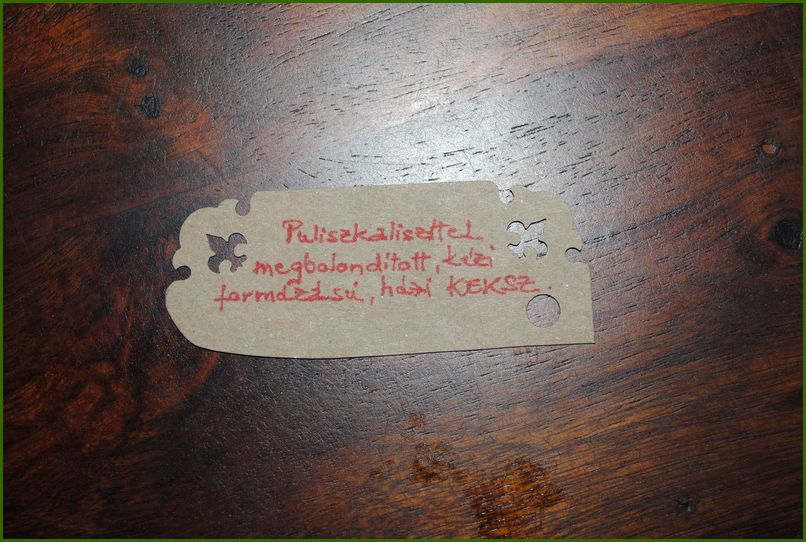 Puliszkaliszttel
megbolondított, kézi
formázású, házi KEKSZ.